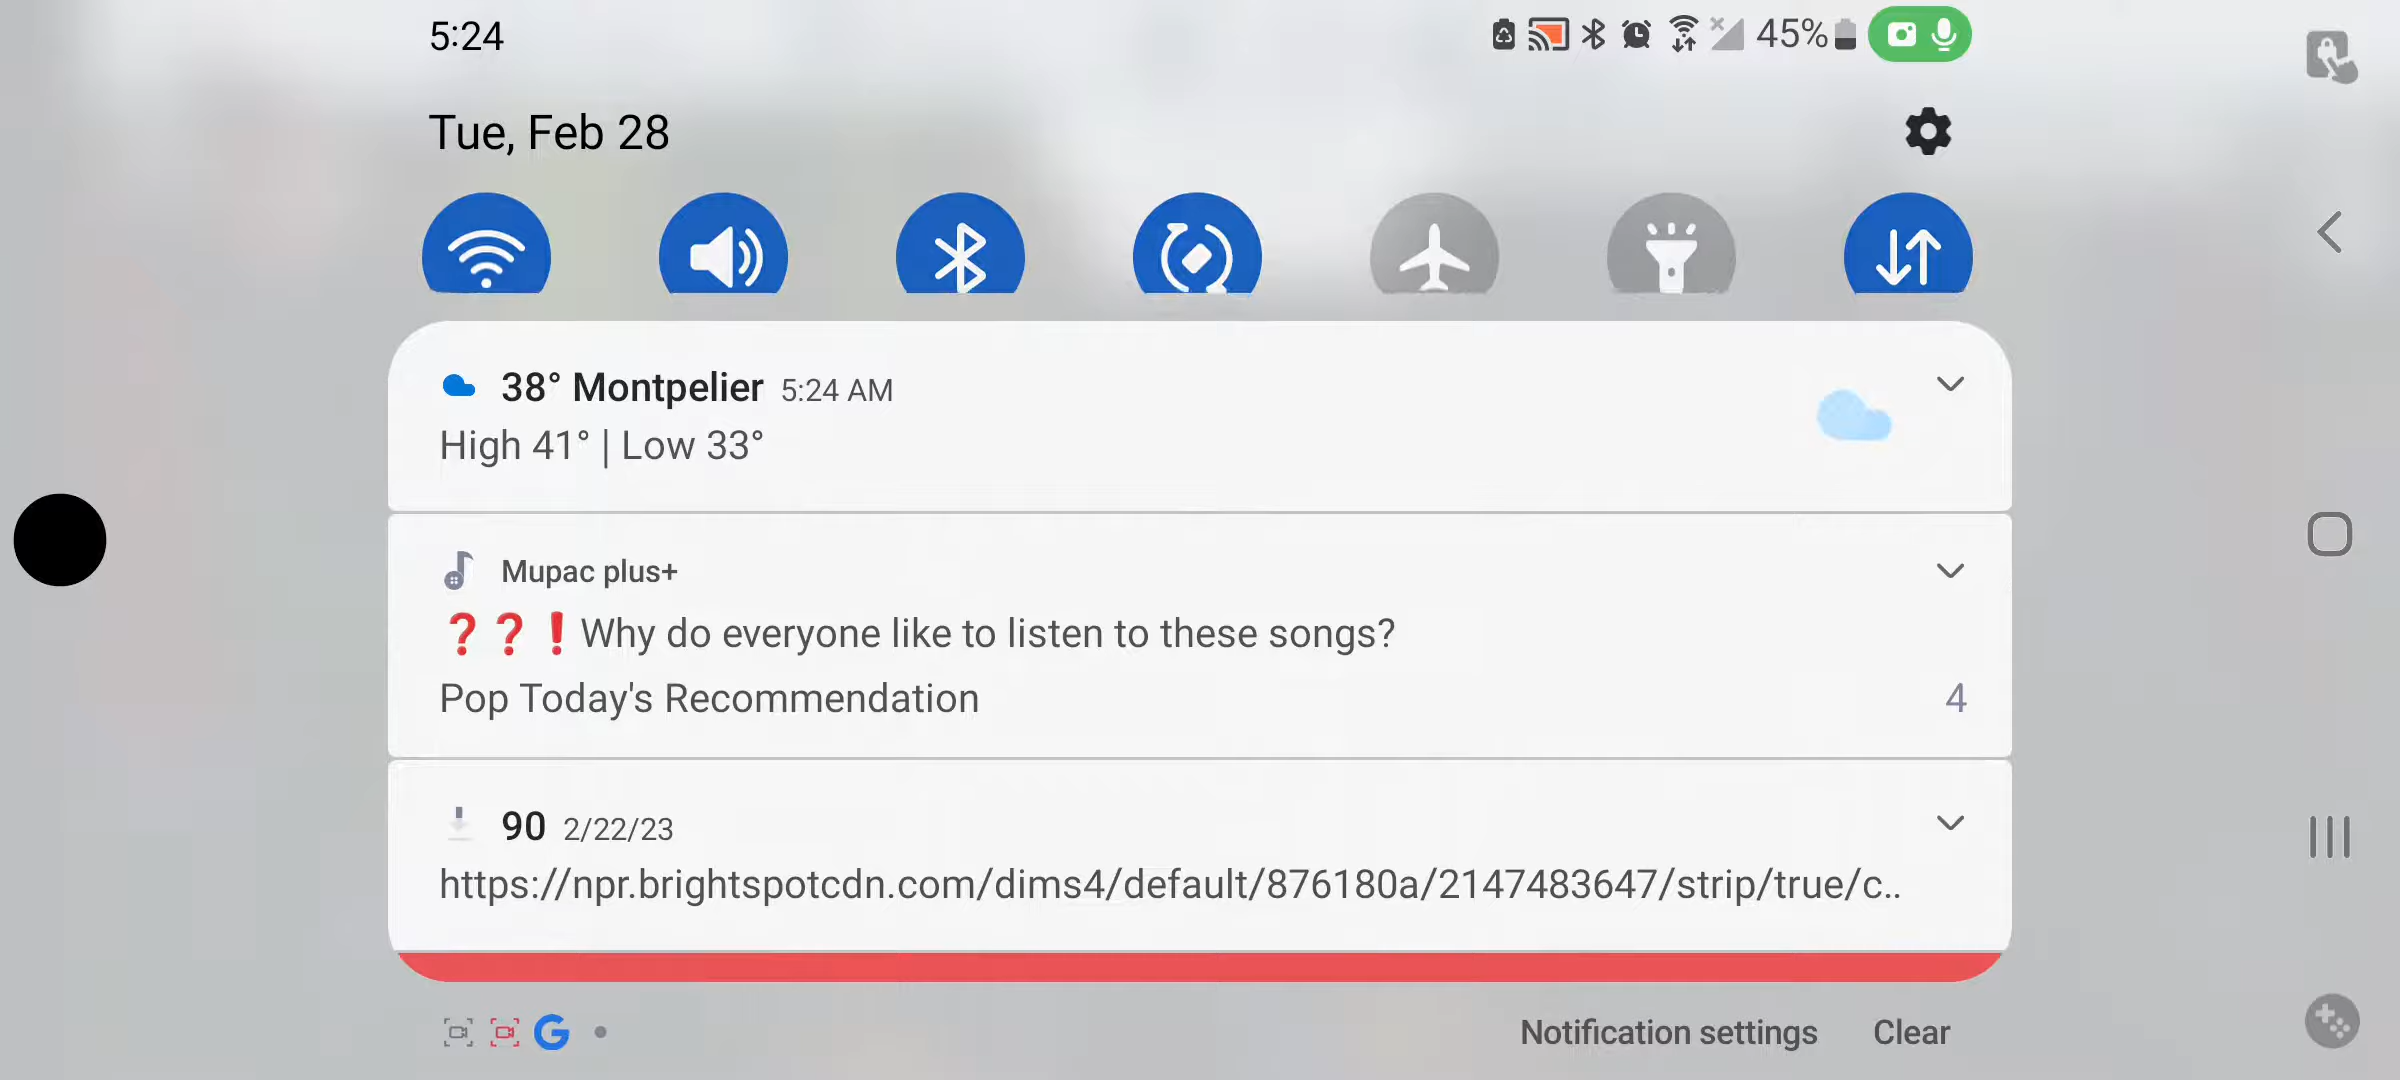 5:24
45%
Tue, Feb 28
38° Montpelier 5:24 AM
High 41° | Low 33°
Mupac plus+
❓❓❗Why do everyone like to listen to these songs?
Pop Today's Recommendation 4
90 2/22/23
https://npr.brightspotcdn.com/dims4/default/876180a/2147483647/strip/true/c..
Notification settings Clear